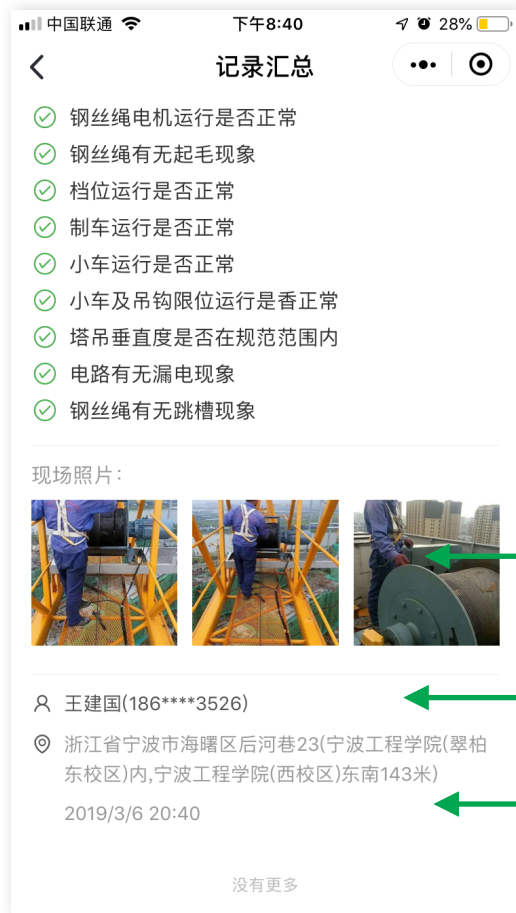 中国联通 下午8:40 28%
记录汇总
钢丝绳电机运行是否正常
钢丝绳有无起毛现象
档位运行是否正常
制车运行是否正常
小车运行是否正常
小车及吊钩限位运行是香正常
塔吊垂直度是否在规范范围内
电路有无漏电现象
钢丝绳有无跳槽现象
现场照片：
王建国(186****3526)
浙江省宁波市海曙区后河巷23(宁波工程学院(翠柏
东校区)内,宁波工程学院(西校区)东南143米)
2019/3/6 20:40
没有更多